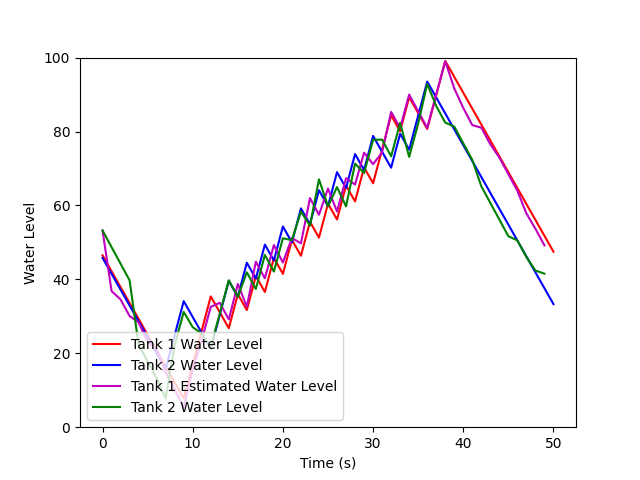 100
80
60
40
20
0
Water Level
Tank 1 Water Level
Tank 2 Water Level
Tank 1 Estimated Water Level
Tank 2 Water Level
0 10 20 30 40 50
Time (s)